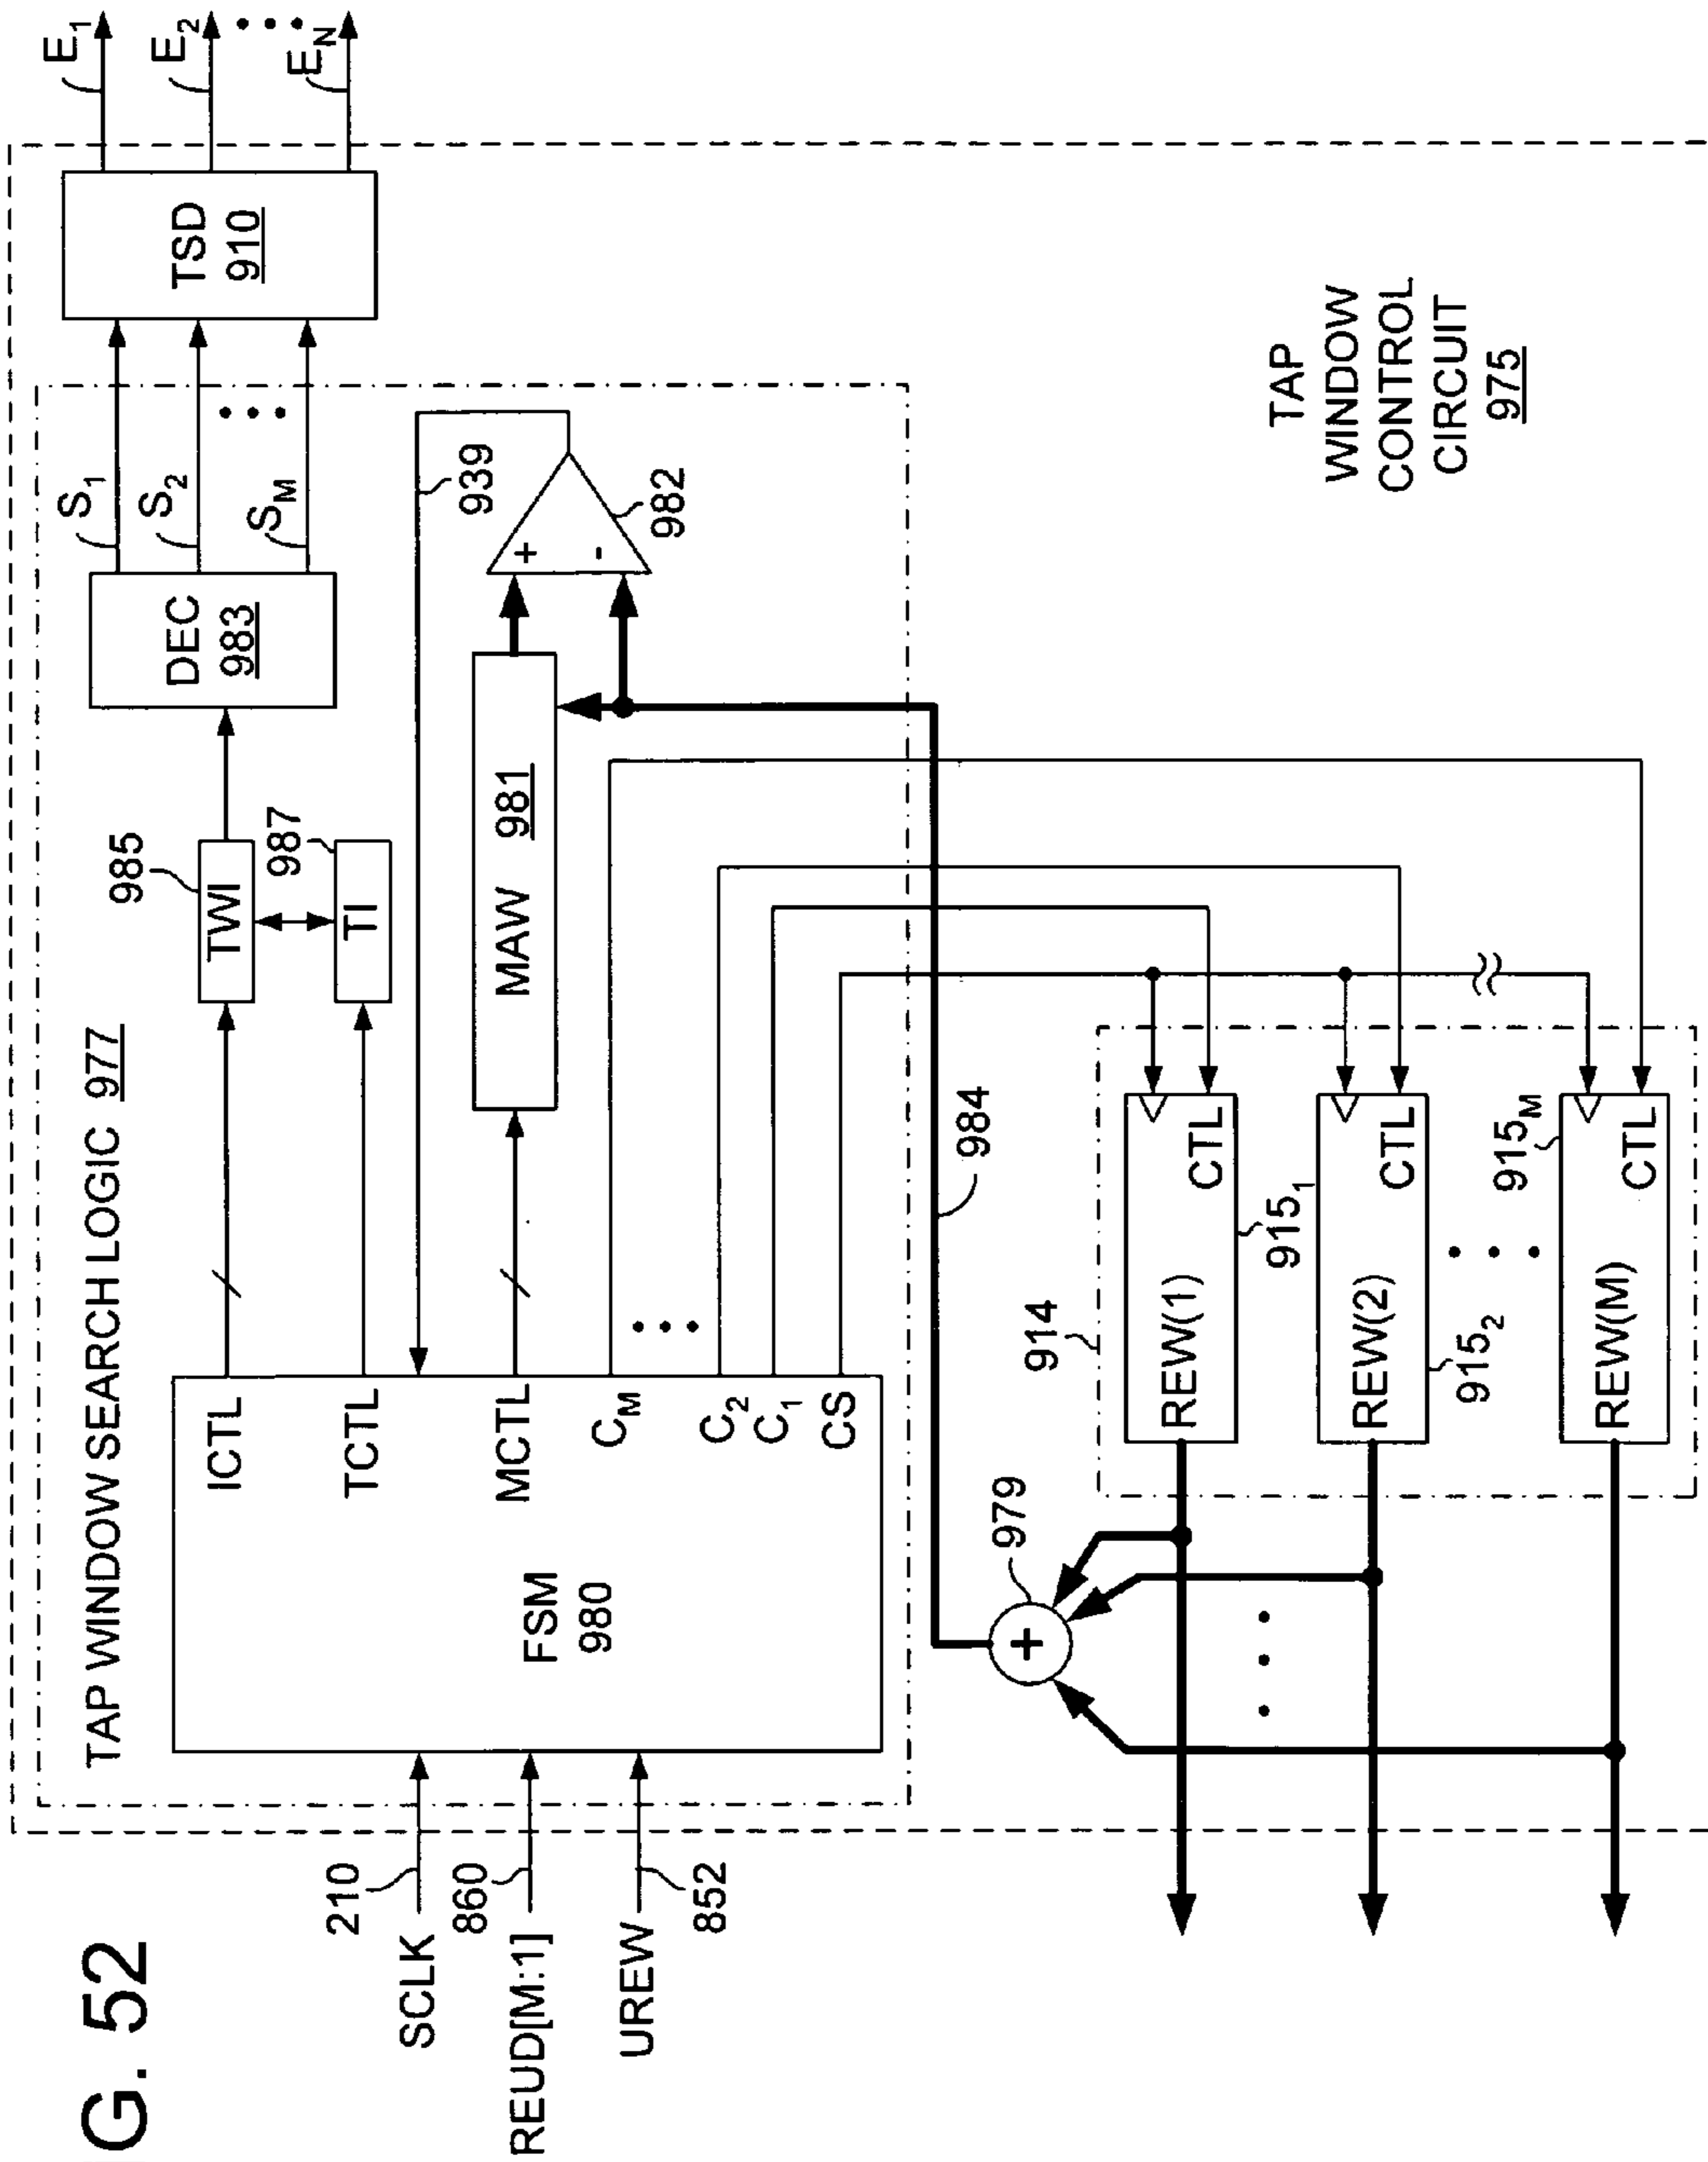 G. 52
TAP WINDOW SEARCH LOGIC 977
210
SCLK
860
REUD[M:1]
UREW
852
FSM
980
ICTL
TCTL
MCTL
CM
C2
C1
CS
985
TWI
987
TI
MAW 981
DEC
983
S1
S2
SM
TSD
910
E1
E2
EN
939
+
-
982
984
979
+
914
REW(1)
CTL
9151
REW(2)
CTL
9152
REW(M)
CTL
915M
TAP
WINDOW
CONTROL
CIRCUIT
975